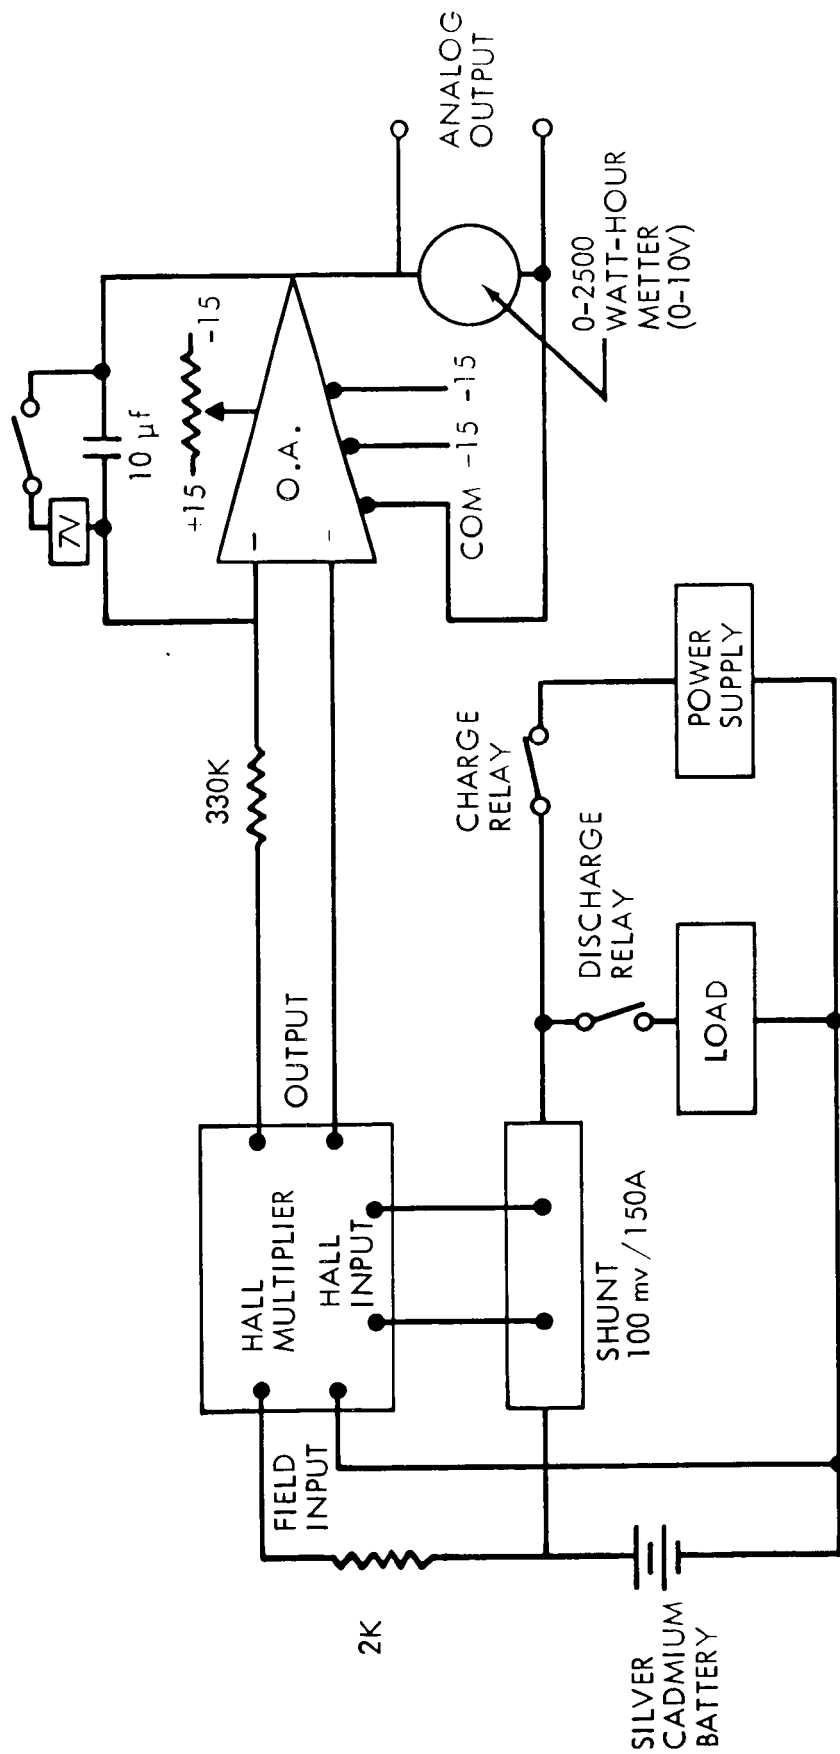 7V
10 μf
+15
-15
O.A.
–
–
COM
-15
-15
ANALOG
OUTPUT
0-2500
WATT-HOUR
METTER
(0-10V)
330K
OUTPUT
HALL
MULTIPLIER
HALL
INPUT
FIELD
INPUT
2K
SHUNT
100 mv/150A
CHARGE
RELAY
DISCHARGE
RELAY
LOAD
POWER
SUPPLY
SILVER
CADMIUM
BATTERY